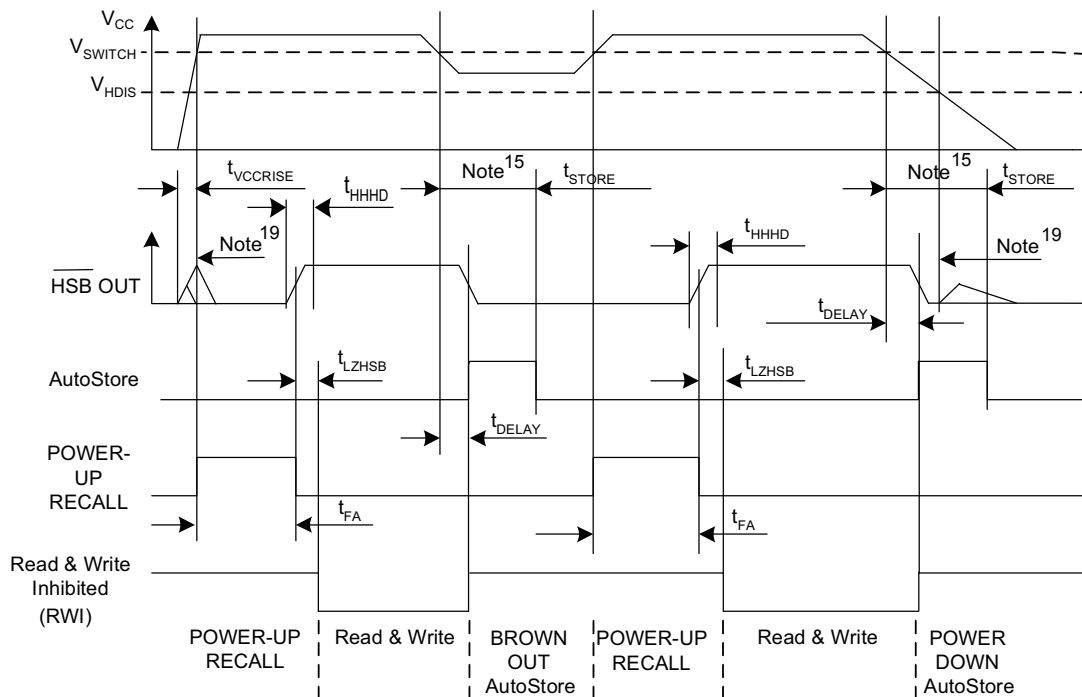 VCC
VSWITCH
VHDIS
tVCCRISE
Note15
tSTORE
Note15
tSTORE
tHHHD
Note19
tHHHD
Note19
HSB OUT
tDELAY
AutoStore
tLZHSB
tLZHSB
tDELAY
POWER-
UP
RECALL
tFA
tFA
Read & Write
Inhibited
(RWI)
POWER-UP
RECALL
Read & Write
BROWN
OUT
AutoStore
POWER-UP
RECALL
Read & Write
POWER
DOWN
AutoStore